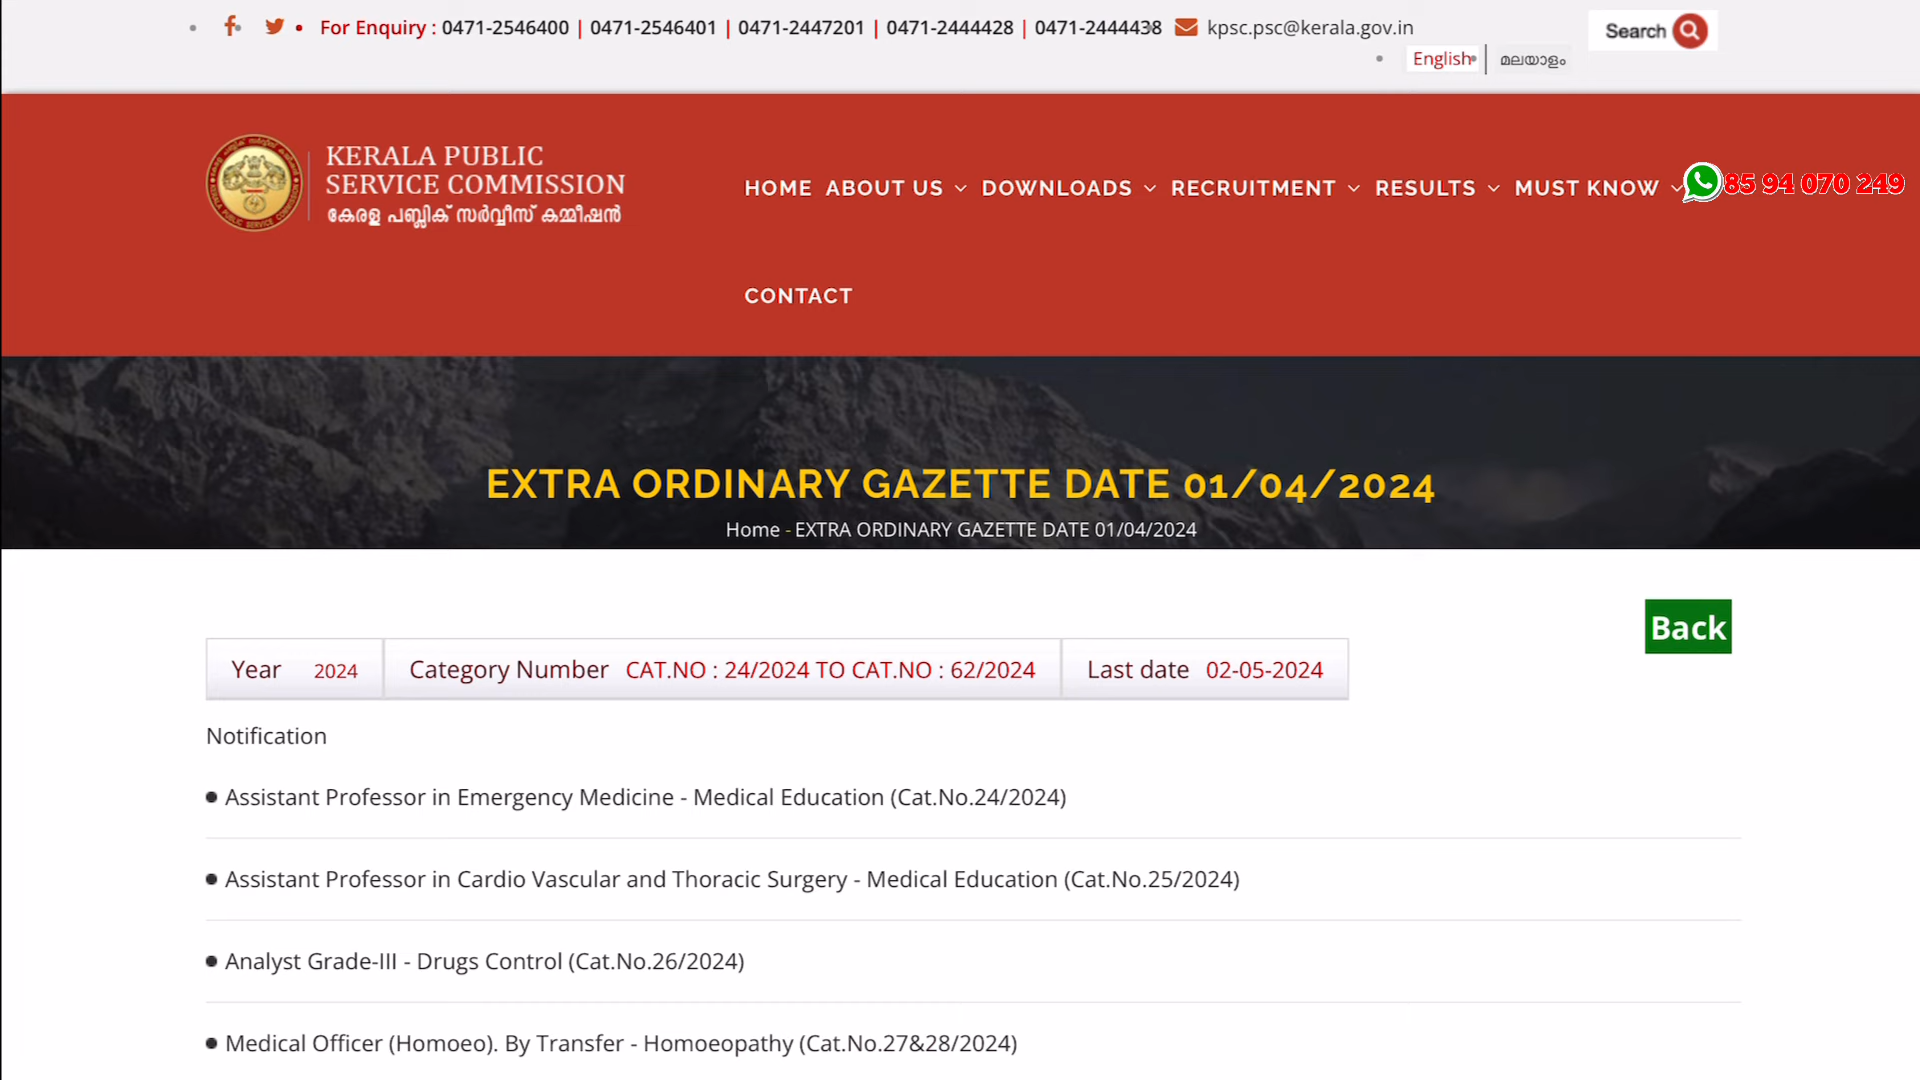 For Enquiry : 0471-2546400 | 0471-2546401 | 0471-2447201 | 0471-2444428 | 0471-2444438 kpsc.psc@kerala.gov.in
Search
English
മലയാളം
KERALA PUBLIC
SERVICE COMMISSION
കേരള പബ്ലിക് സർവ്വീസ് കമ്മീഷൻ
HOME ABOUT US DOWNLOADS RECRUITMENT RESULTS MUST KNOW
85 94 070 249
CONTACT
EXTRA ORDINARY GAZETTE DATE 01/04/2024
Home - EXTRA ORDINARY GAZETTE DATE 01/04/2024
Back
Year 2024 Category Number CAT.NO : 24/2024 TO CAT.NO : 62/2024 Last date 02-05-2024
Notification
Assistant Professor in Emergency Medicine - Medical Education (Cat.No.24/2024)
Assistant Professor in Cardio Vascular and Thoracic Surgery - Medical Education (Cat.No.25/2024)
Analyst Grade-III - Drugs Control (Cat.No.26/2024)
Medical Officer (Homoeo). By Transfer - Homoeopathy (Cat.No.27&28/2024)